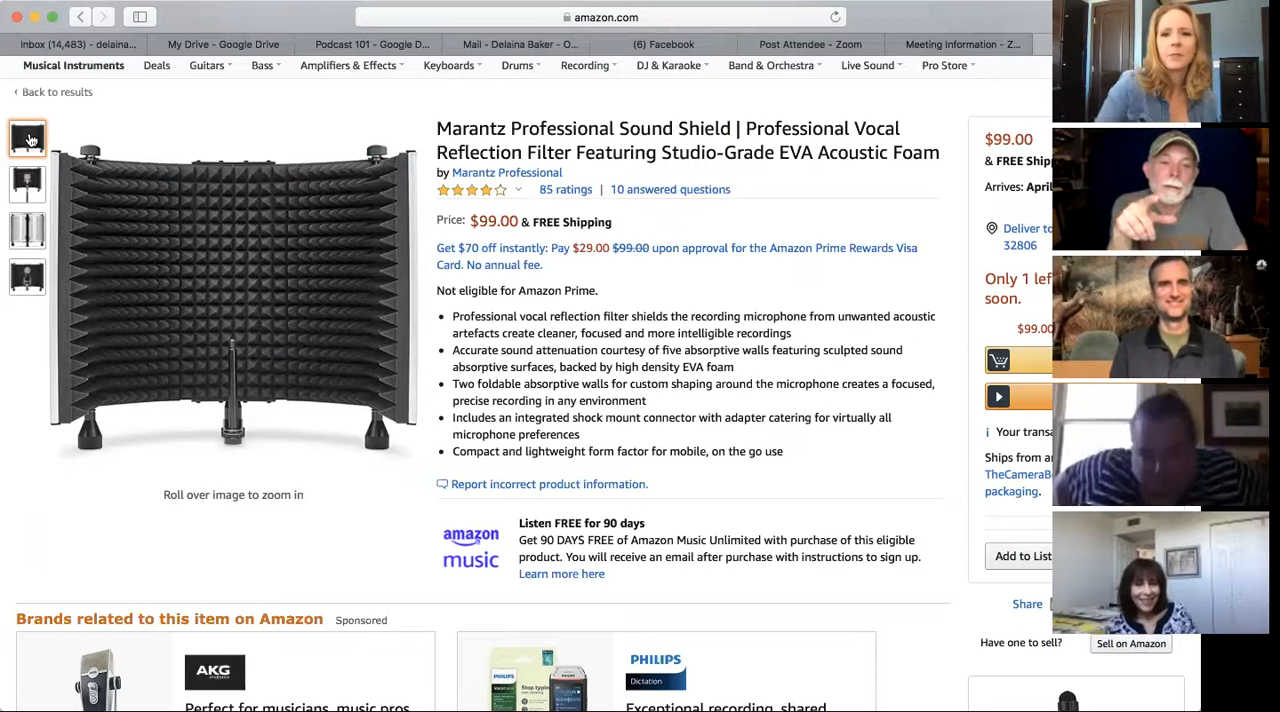 amazon.com
Inbox (14,483) - delaina...
My Drive - Google Drive
Podcast 101 - Google D...
Mail - Delaina Baker - O...
(6) Facebook
Post Attendee - Zoom
Meeting Information - Z...
Musical Instruments Deals Guitars Bass Amplifiers & Effects Keyboards Drums Recording DJ & Karaoke Band & Orchestra Live Sound Pro Store
‹ Back to results
Marantz Professional Sound Shield | Professional Vocal
Reflection Filter Featuring Studio-Grade EVA Acoustic Foam
by Marantz Professional
85 ratings | 10 answered questions
Price: $99.00 & FREE Shipping
Get $70 off instantly: Pay $29.00 $99.00 upon approval for the Amazon Prime Rewards Visa
Card. No annual fee.
Not eligible for Amazon Prime.
• Professional vocal reflection filter shields the recording microphone from unwanted acoustic
artefacts create cleaner, focused and more intelligible recordings
• Accurate sound attenuation courtesy of five absorptive walls featuring sculpted sound
absorptive surfaces, backed by high density EVA foam
• Two foldable absorptive walls for custom shaping around the microphone creates a focused,
precise recording in any environment
• Includes an integrated shock mount connector with adapter catering for virtually all
microphone preferences
• Compact and lightweight form factor for mobile, on the go use
Report incorrect product information.
Roll over image to zoom in
amazon
music
Listen FREE for 90 days
Get 90 DAYS FREE of Amazon Music Unlimited with purchase of this eligible
product. You will receive an email after purchase with instructions to sign up.
Learn more here
$99.00
& FREE Shipp
Arrives: April
Deliver to
32806
Only 1 lef
soon.
$99.00
Your transa
Ships from an
TheCameraBo
packaging.
Add to List
Share
Have one to sell?
Sell on Amazon
Brands related to this item on Amazon Sponsored
AKG
Perfect for musicians, music pros
PHILIPS
Dictation
Exceptional recording, shared